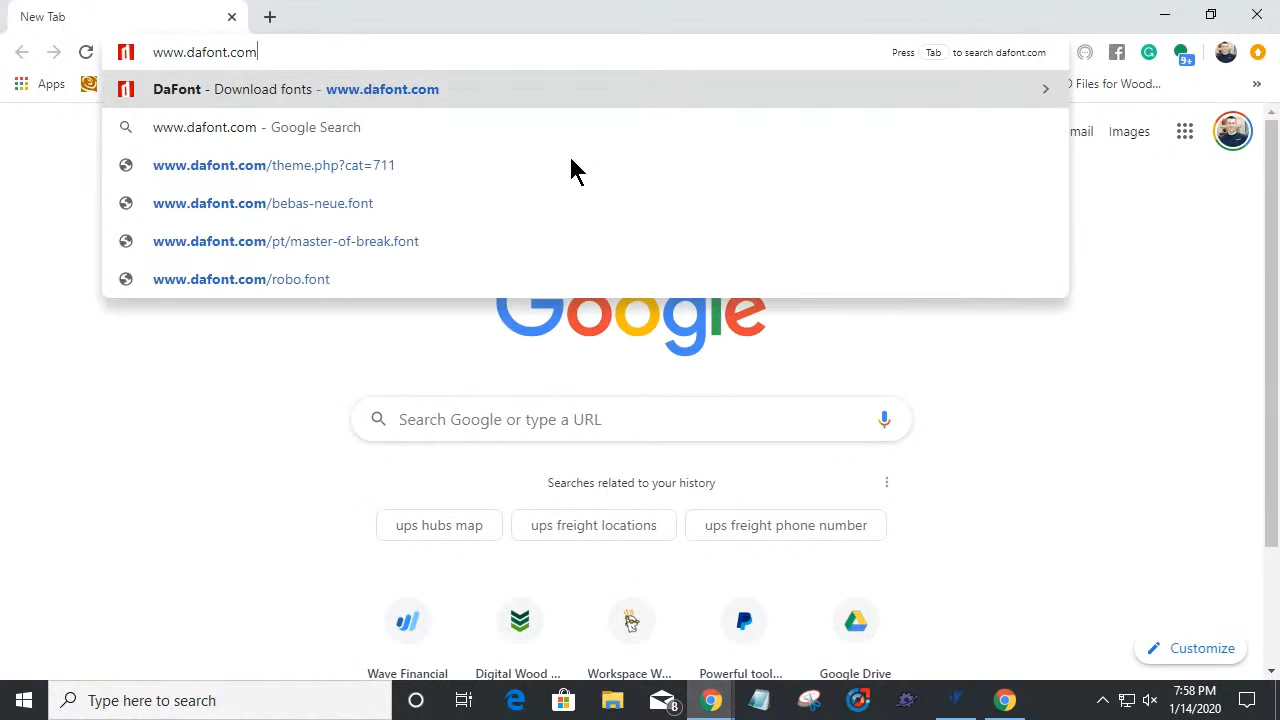 New Tab
www.dafont.com
Press Tab to search dafont.com
9+
Apps
0 Files for Wood...
»
DaFont - Download fonts - www.dafont.com
www.dafont.com - Google Search
www.dafont.com/theme.php?cat=711
www.dafont.com/bebas-neue.font
www.dafont.com/pt/master-of-break.font
www.dafont.com/robo.font
mail
Images
Google
Search Google or type a URL
Searches related to your history
ups hubs map
ups freight locations
ups freight phone number
Wave Financial
Digital Wood ...
Workspace W...
Powerful tool...
Google Drive
Customize
Type here to search
8
7:58 PM
1/14/2020